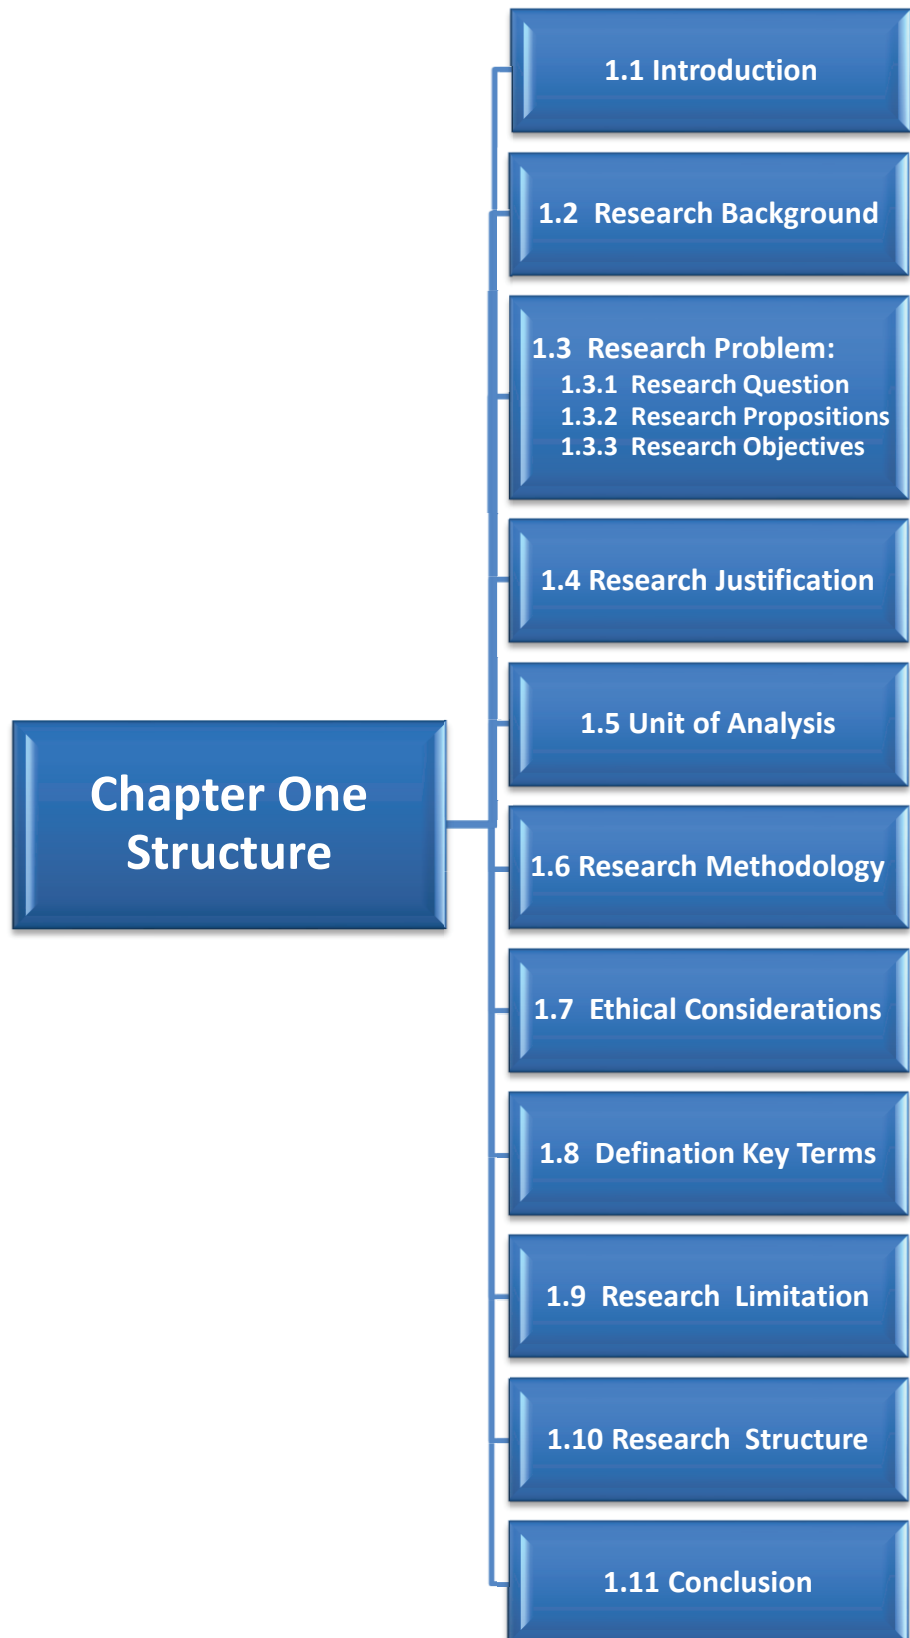 1.1 Introduction
1.2 Research Background
1.3 Research Problem:
1.3.1 Research Question
1.3.2 Research Propositions
1.3.3 Research Objectives
1.4 Research Justification
1.5 Unit of Analysis
Chapter One
Structure
1.6 Research Methodology
1.7 Ethical Considerations
1.8 Defination Key Terms
1.9 Research Limitation
1.10 Research Structure
1.11 Conclusion